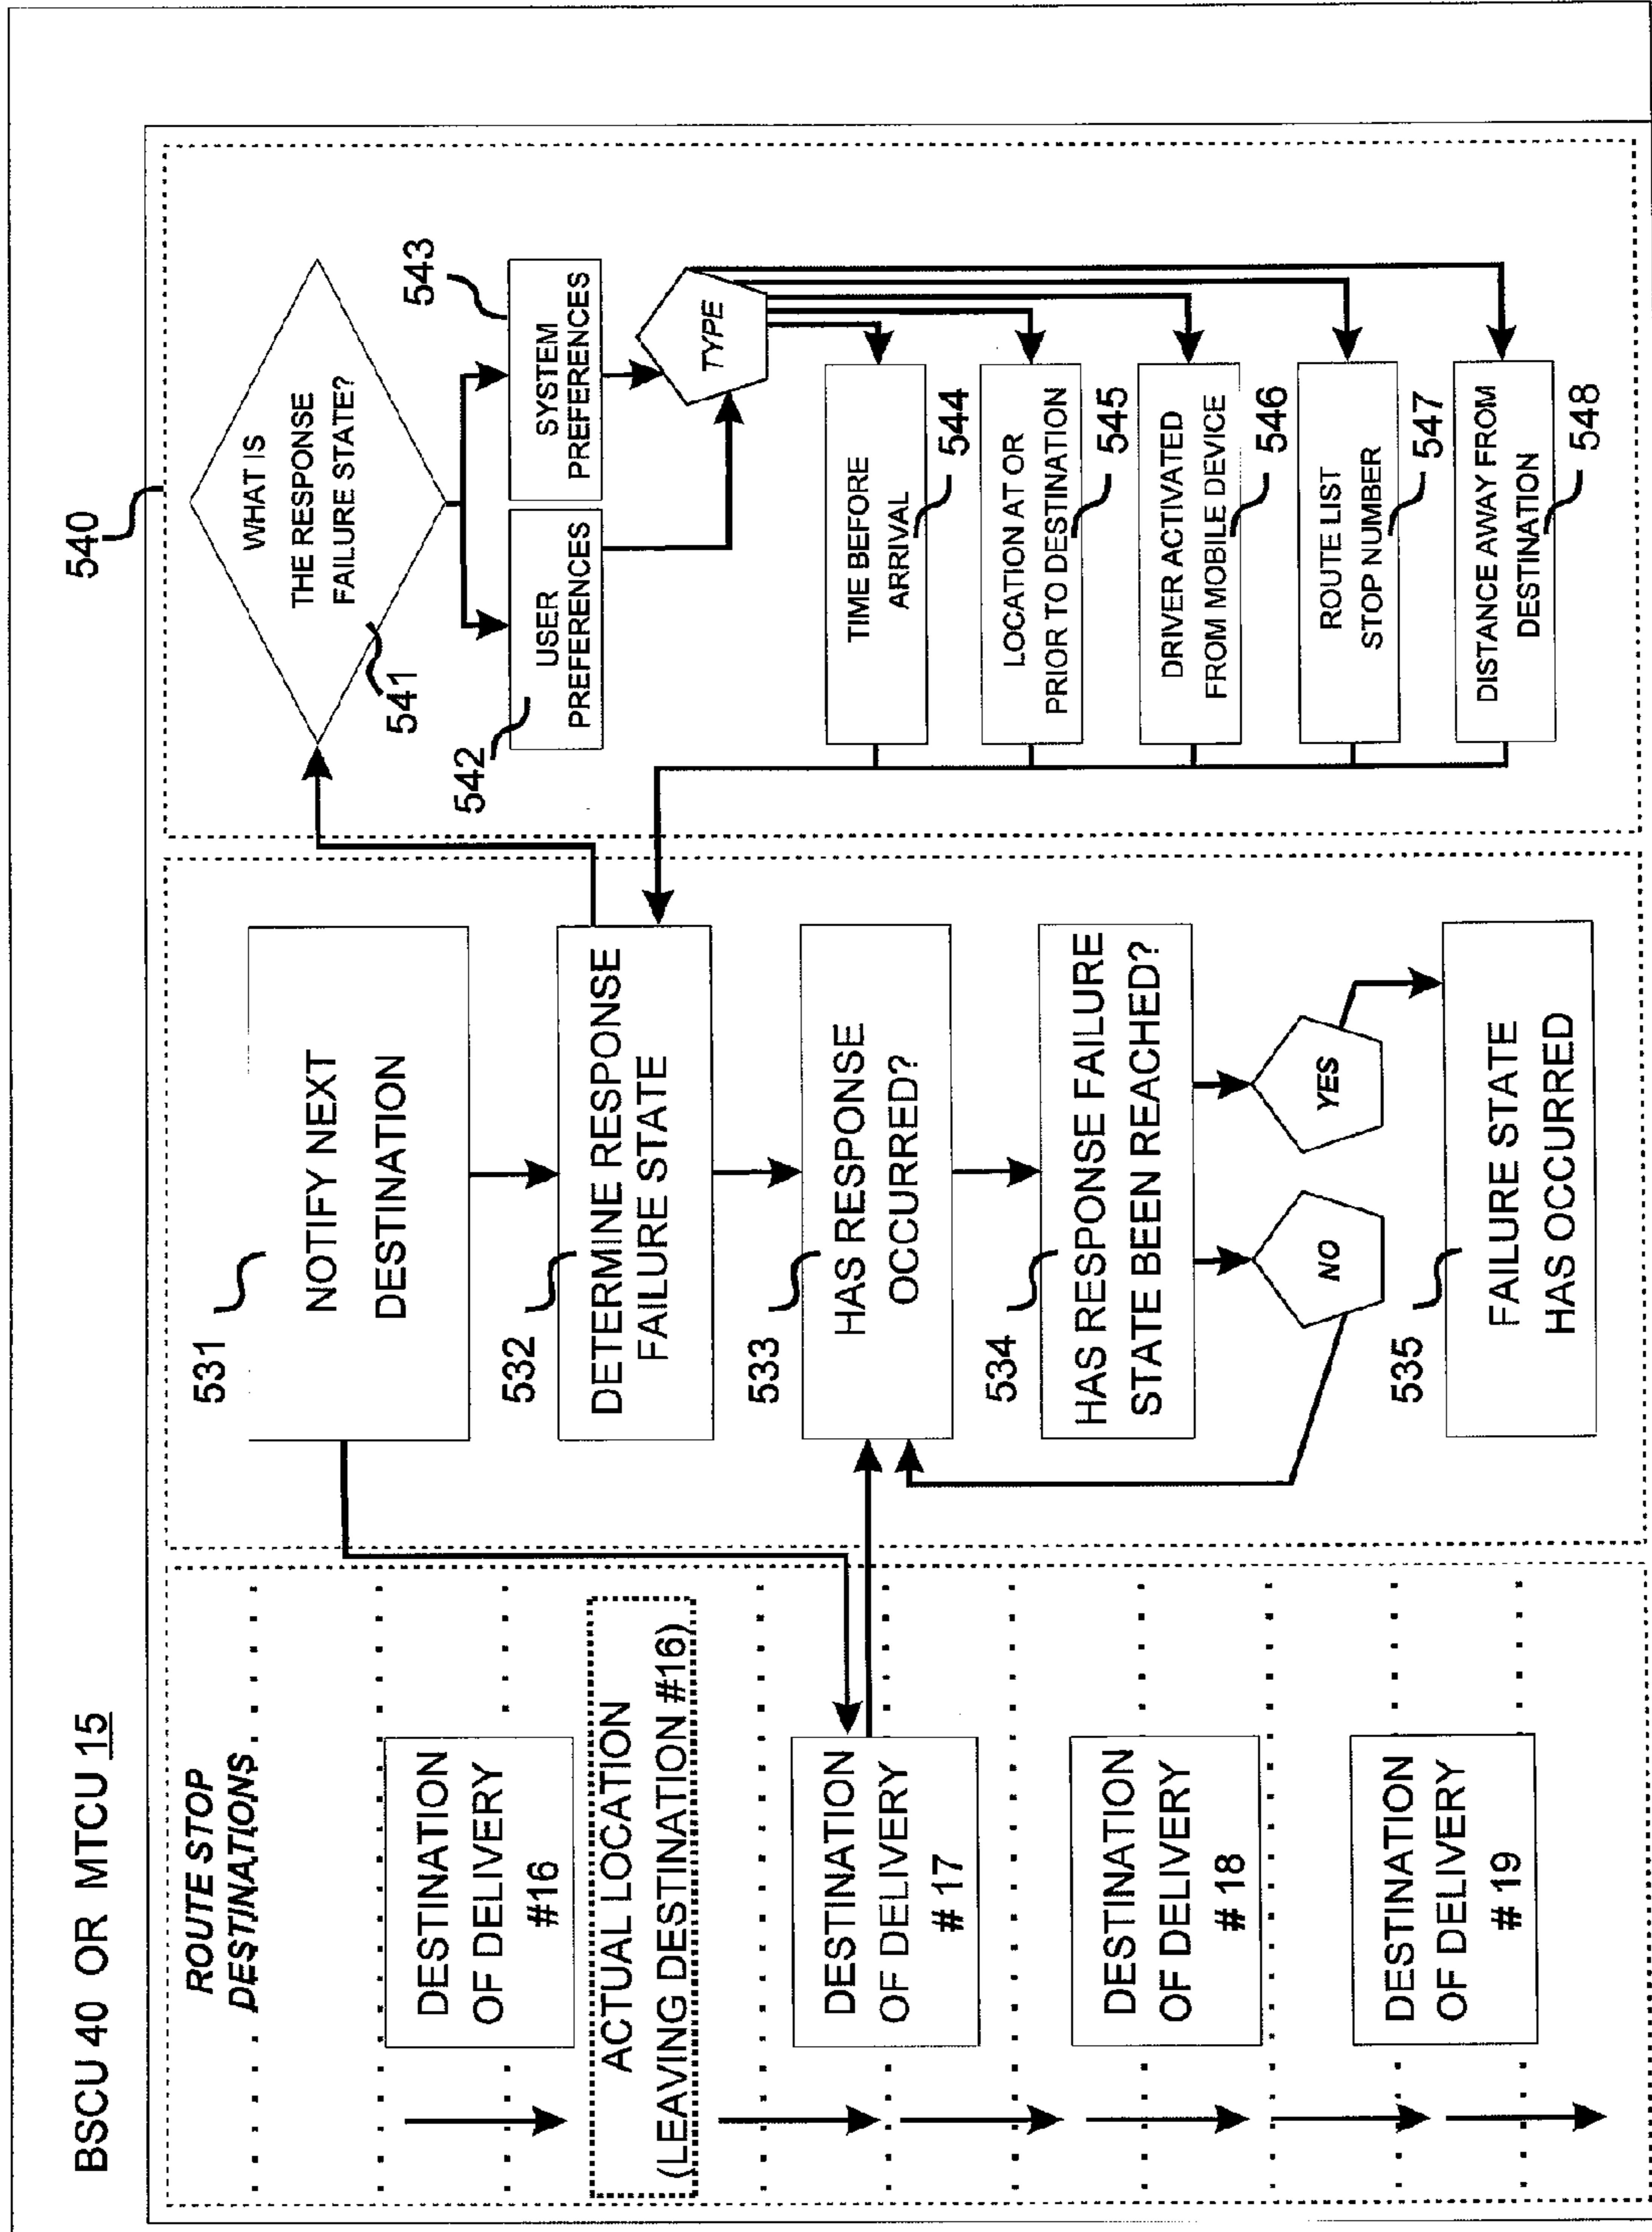 BSCU 40 OR MTCU 15
ROUTE STOP
DESTINATIONS
DESTINATION
OF DELIVERY
#16
ACTUAL LOCATION
(LEAVING DESTINATION #16)
DESTINATION
OF DELIVERY
# 17
DESTINATION
OF DELIVERY
# 18
DESTINATION
OF DELIVERY
# 19
531
NOTIFY NEXT
DESTINATION
532
DETERMINE RESPONSE
FAILURE STATE
533
HAS RESPONSE
OCCURRED?
534
HAS RESPONSE FAILURE
STATE BEEN REACHED?
NO
YES
535
FAILURE STATE
HAS OCCURRED
540
WHAT IS
THE RESPONSE
FAILURE STATE?
541
542
USER
PREFERENCES
543
SYSTEM
PREFERENCES
TYPE
TIME BEFORE
ARRIVAL
544
LOCATION AT OR
PRIOR TO DESTINATION
545
DRIVER ACTIVATED
FROM MOBILE DEVICE
546
ROUTE LIST
STOP NUMBER
547
DISTANCE AWAY FROM
DESTINATION
548